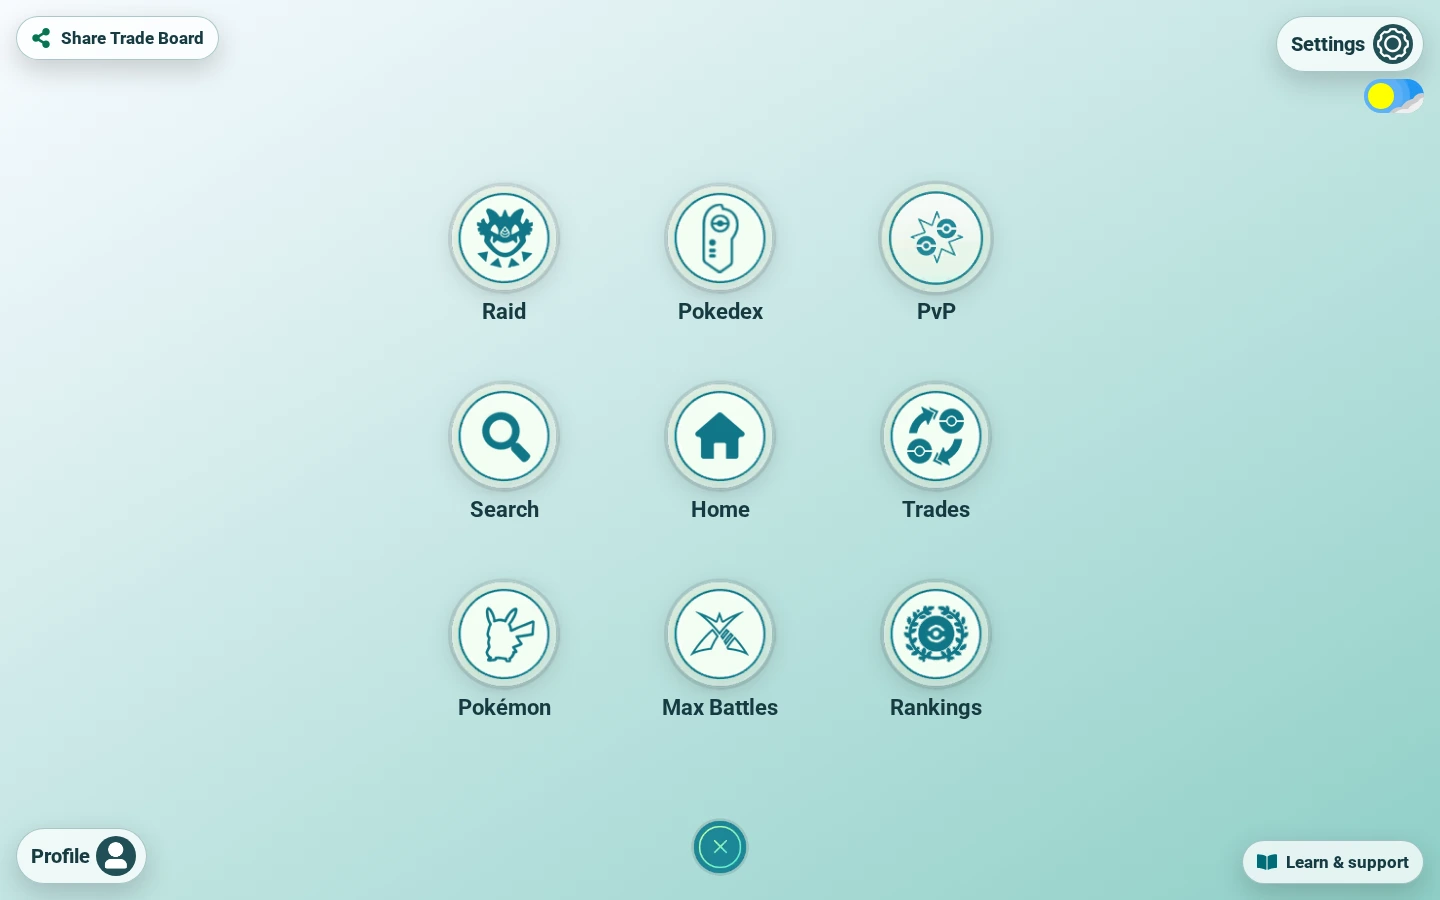 Share Trade Board
Settings
Raid
Pokedex
PvP
Search
Home
Trades
Pokémon
Max Battles
Rankings
Profile
Learn & support